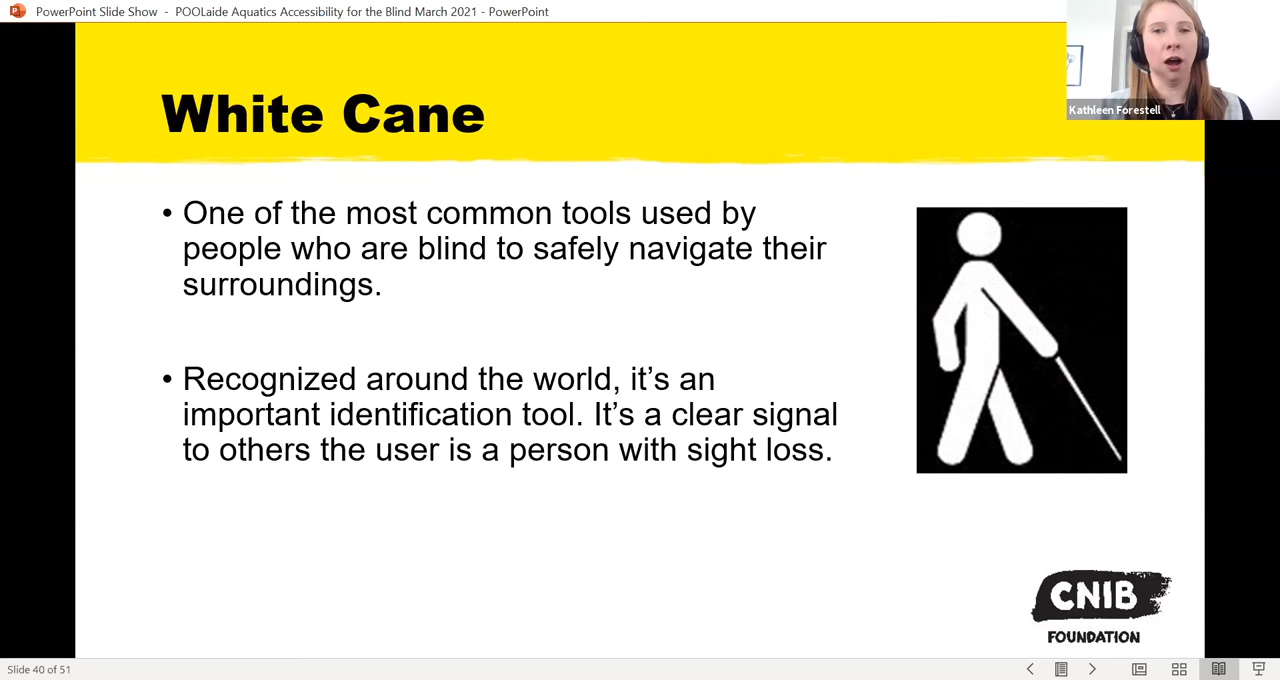 PowerPoint Slide Show - POOLaide Aquatics Accessibility for the Blind March 2021 - PowerPoint
Kathleen Forestell
White Cane
• One of the most common tools used by
people who are blind to safely navigate their
surroundings.
• Recognized around the world, it’s an
important identification tool. It’s a clear signal
to others the user is a person with sight loss.
CNIB
FOUNDATION
Slide 40 of 51